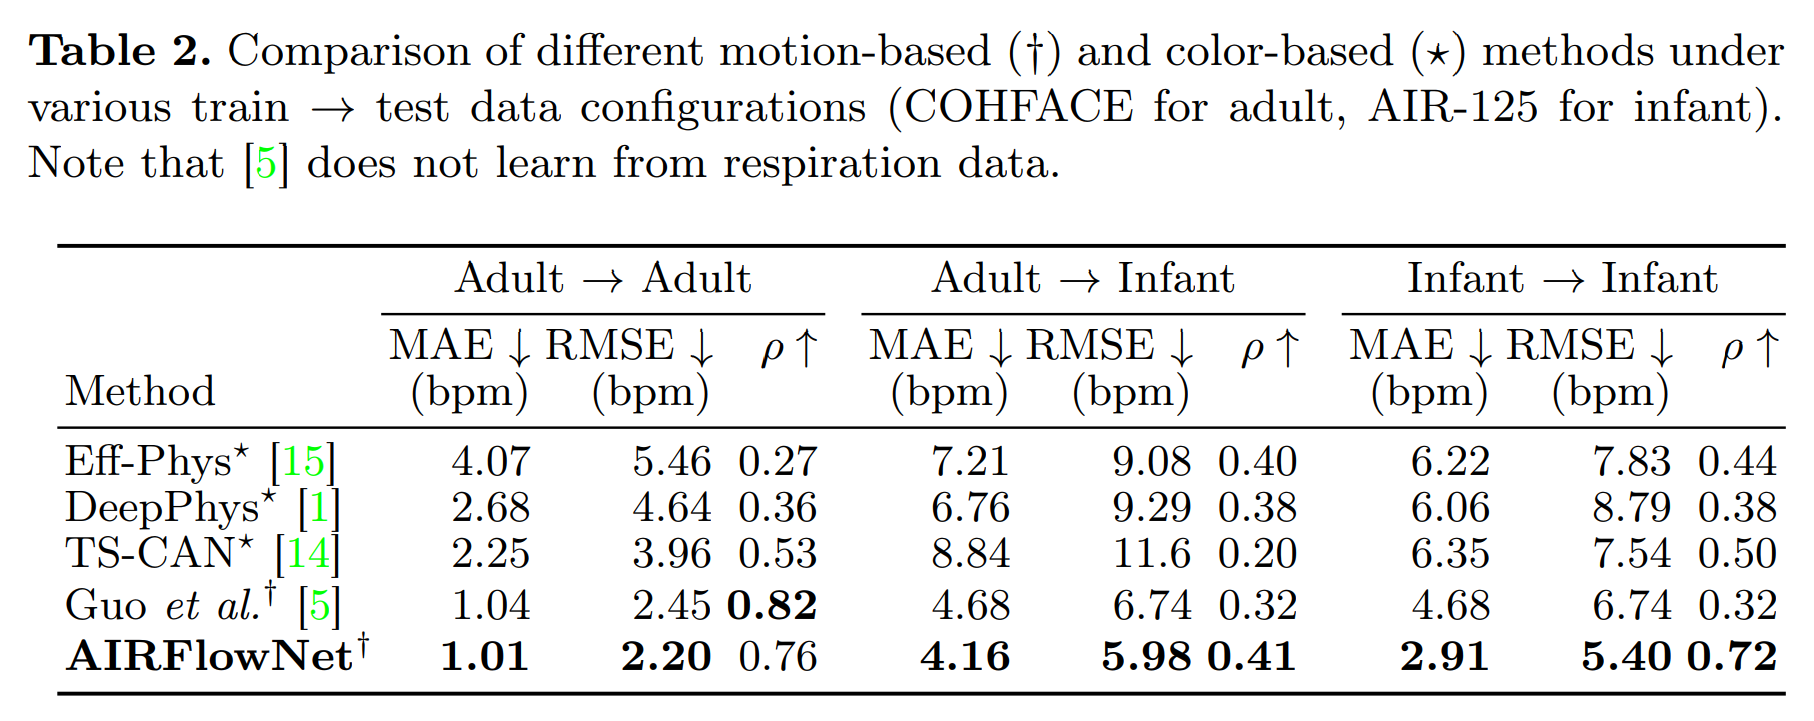 Table 2. Comparison of different motion-based (†) and color-based (⋆) methods under
various train → test data configurations (COHFACE for adult, AIR-125 for infant).
Note that [5] does not learn from respiration data.
Adult → Adult Adult → Infant Infant → Infant
MAE ↓ RMSE ↓ ρ ↑ MAE ↓ RMSE ↓ ρ ↑ MAE ↓ RMSE ↓ ρ ↑
Method (bpm) (bpm) (bpm) (bpm) (bpm) (bpm)
Eff-Phys⋆ [15] 4.07 5.46 0.27 7.21 9.08 0.40 6.22 7.83 0.44
DeepPhys⋆ [1] 2.68 4.64 0.36 6.76 9.29 0.38 6.06 8.79 0.38
TS-CAN⋆ [14] 2.25 3.96 0.53 8.84 11.6 0.20 6.35 7.54 0.50
Guo et al.† [5] 1.04 2.45 0.82 4.68 6.74 0.32 4.68 6.74 0.32
AIRFlowNet† 1.01 2.20 0.76 4.16 5.98 0.41 2.91 5.40 0.72